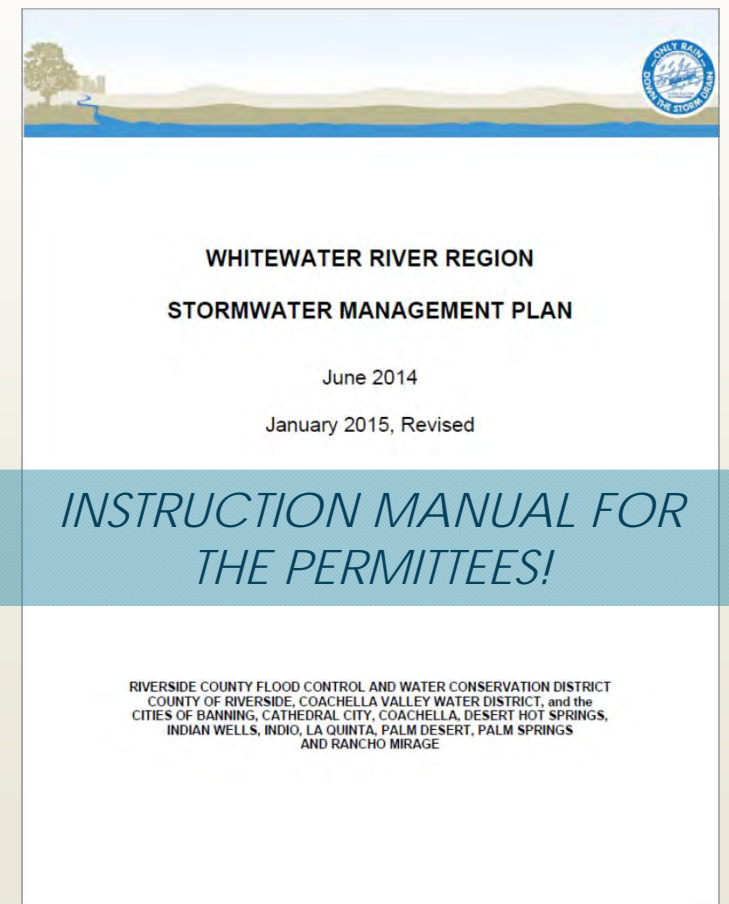 ONLY RAIN
DOWN THE STORM DRAIN
WHITEWATER RIVER REGION
STORMWATER MANAGEMENT PLAN
June 2014
January 2015, Revised
INSTRUCTION MANUAL FOR
THE PERMITTEES!
RIVERSIDE COUNTY FLOOD CONTROL AND WATER CONSERVATION DISTRICT
COUNTY OF RIVERSIDE, COACHELLA VALLEY WATER DISTRICT, and the
CITIES OF BANNING, CATHEDRAL CITY, COACHELLA, DESERT HOT SPRINGS,
INDIAN WELLS, INDIO, LA QUINTA, PALM DESERT, PALM SPRINGS
AND RANCHO MIRAGE